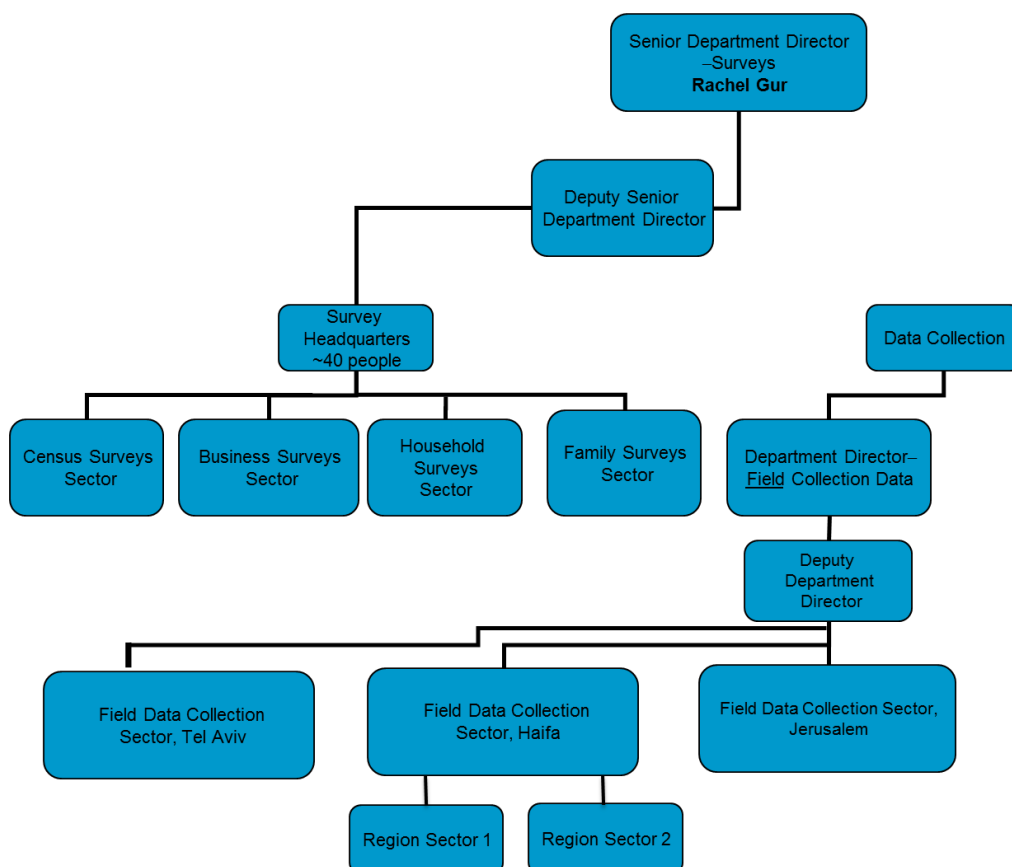 Senior Department Director
–Surveys
Rachel Gur
Deputy Senior
Department Director
Survey
Headquarters
~40 people
Data Collection
Census Surveys
Sector
Business Surveys
Sector
Household
Surveys
Sector
Family Surveys
Sector
Department Director–
Field Collection Data
Deputy
Department
Director
Field Data Collection
Sector, Tel Aviv
Field Data Collection
Sector, Haifa
Field Data Collection Sector,
Jerusalem
Region Sector 1
Region Sector 2